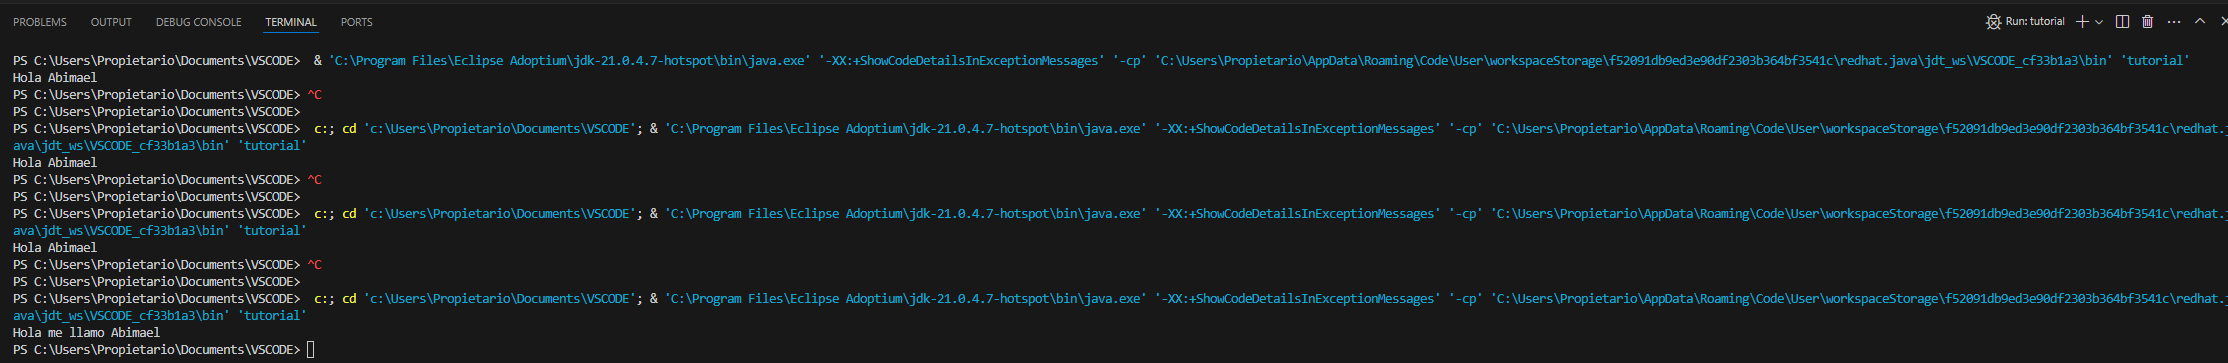 PROBLEMS OUTPUT DEBUG CONSOLE TERMINAL PORTS Run: tutorial
PS C:\Users\Propietario\Documents\VSCODE>  & 'C:\Program Files\Eclipse Adoptium\jdk-21.0.4.7-hotspot\bin\java.exe' '-XX:+ShowCodeDetailsInExceptionMessages' '-cp' 'C:\Users\Propietario\AppData\Roaming\Code\User\workspaceStorage\f52091db9ed3e90df2303b364bf3541c\redhat.java\jdt_ws\VSCODE_cf33b1a3\bin' 'tutorial'
Hola Abimael
PS C:\Users\Propietario\Documents\VSCODE> ^C
PS C:\Users\Propietario\Documents\VSCODE>
PS C:\Users\Propietario\Documents\VSCODE>  c:; cd 'c:\Users\Propietario\Documents\VSCODE'; & 'C:\Program Files\Eclipse Adoptium\jdk-21.0.4.7-hotspot\bin\java.exe' '-XX:+ShowCodeDetailsInExceptionMessages' '-cp' 'C:\Users\Propietario\AppData\Roaming\Code\User\workspaceStorage\f52091db9ed3e90df2303b364bf3541c\redhat.j
ava\jdt_ws\VSCODE_cf33b1a3\bin' 'tutorial'
Hola Abimael
PS C:\Users\Propietario\Documents\VSCODE> ^C
PS C:\Users\Propietario\Documents\VSCODE>
PS C:\Users\Propietario\Documents\VSCODE>  c:; cd 'c:\Users\Propietario\Documents\VSCODE'; & 'C:\Program Files\Eclipse Adoptium\jdk-21.0.4.7-hotspot\bin\java.exe' '-XX:+ShowCodeDetailsInExceptionMessages' '-cp' 'C:\Users\Propietario\AppData\Roaming\Code\User\workspaceStorage\f52091db9ed3e90df2303b364bf3541c\redhat.j
ava\jdt_ws\VSCODE_cf33b1a3\bin' 'tutorial'
Hola Abimael
PS C:\Users\Propietario\Documents\VSCODE> ^C
PS C:\Users\Propietario\Documents\VSCODE>
PS C:\Users\Propietario\Documents\VSCODE>  c:; cd 'c:\Users\Propietario\Documents\VSCODE'; & 'C:\Program Files\Eclipse Adoptium\jdk-21.0.4.7-hotspot\bin\java.exe' '-XX:+ShowCodeDetailsInExceptionMessages' '-cp' 'C:\Users\Propietario\AppData\Roaming\Code\User\workspaceStorage\f52091db9ed3e90df2303b364bf3541c\redhat.j
ava\jdt_ws\VSCODE_cf33b1a3\bin' 'tutorial'
Hola me llamo Abimael
PS C:\Users\Propietario\Documents\VSCODE>